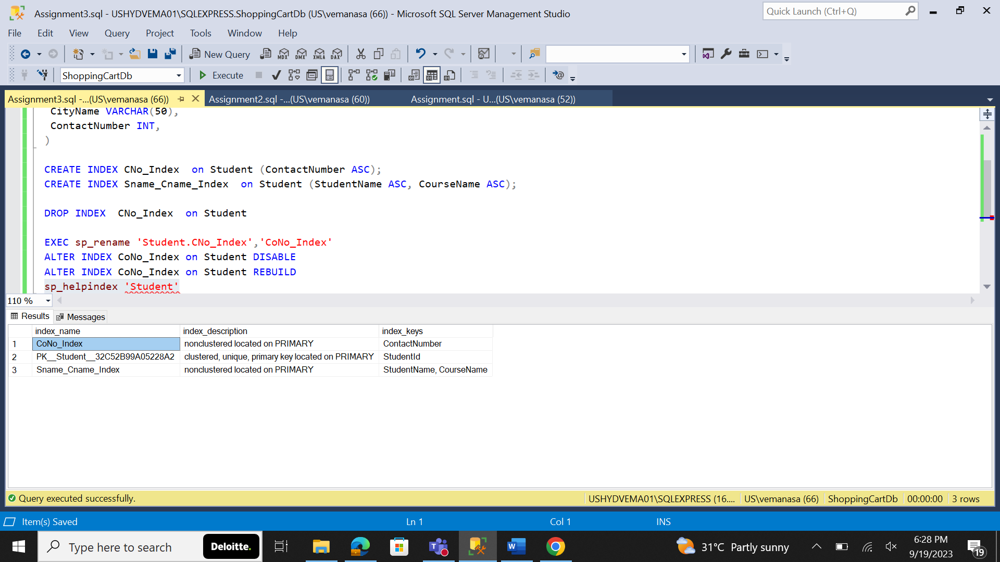 Assignment3.sql - USHYDVEMA01\SQLEXPRESS.ShoppingCartDb (US\vemanasa (66)) - Microsoft SQL Server Management Studio
Quick Launch (Ctrl+Q)
File Edit View Query Project Tools Window Help
New Query MDX DMX XMLA DAX
ShoppingCartDb Execute
Assignment3.sql -...(US\vemanasa (66)) Assignment2.sql -...(US\vemanasa (60)) Assignment.sql - U...(US\vemanasa (52))
CityName VARCHAR(50),
ContactNumber INT,
)
CREATE INDEX CNo_Index on Student (ContactNumber ASC);
CREATE INDEX Sname_Cname_Index on Student (StudentName ASC, CourseName ASC);
DROP INDEX CNo_Index on Student
EXEC sp_rename 'Student.CNo_Index','CoNo_Index'
ALTER INDEX CoNo_Index on Student DISABLE
ALTER INDEX CoNo_Index on Student REBUILD
sp_helpindex 'Student'
110 %
Results Messages
index_name index_description index_keys
1 CoNo_Index nonclustered located on PRIMARY ContactNumber
2 PK__Student__32C52B99A05228A2 clustered, unique, primary key located on PRIMARY StudentId
3 Sname_Cname_Index nonclustered located on PRIMARY StudentName, CourseName
Query executed successfully. USHYDVEMA01\SQLEXPRESS (16.... US\vemanasa (66) ShoppingCartDb 00:00:00 3 rows
Item(s) Saved Ln 1 Col 1 INS
Type here to search Deloitte. 31°C Partly sunny 6:28 PM
9/19/2023 19